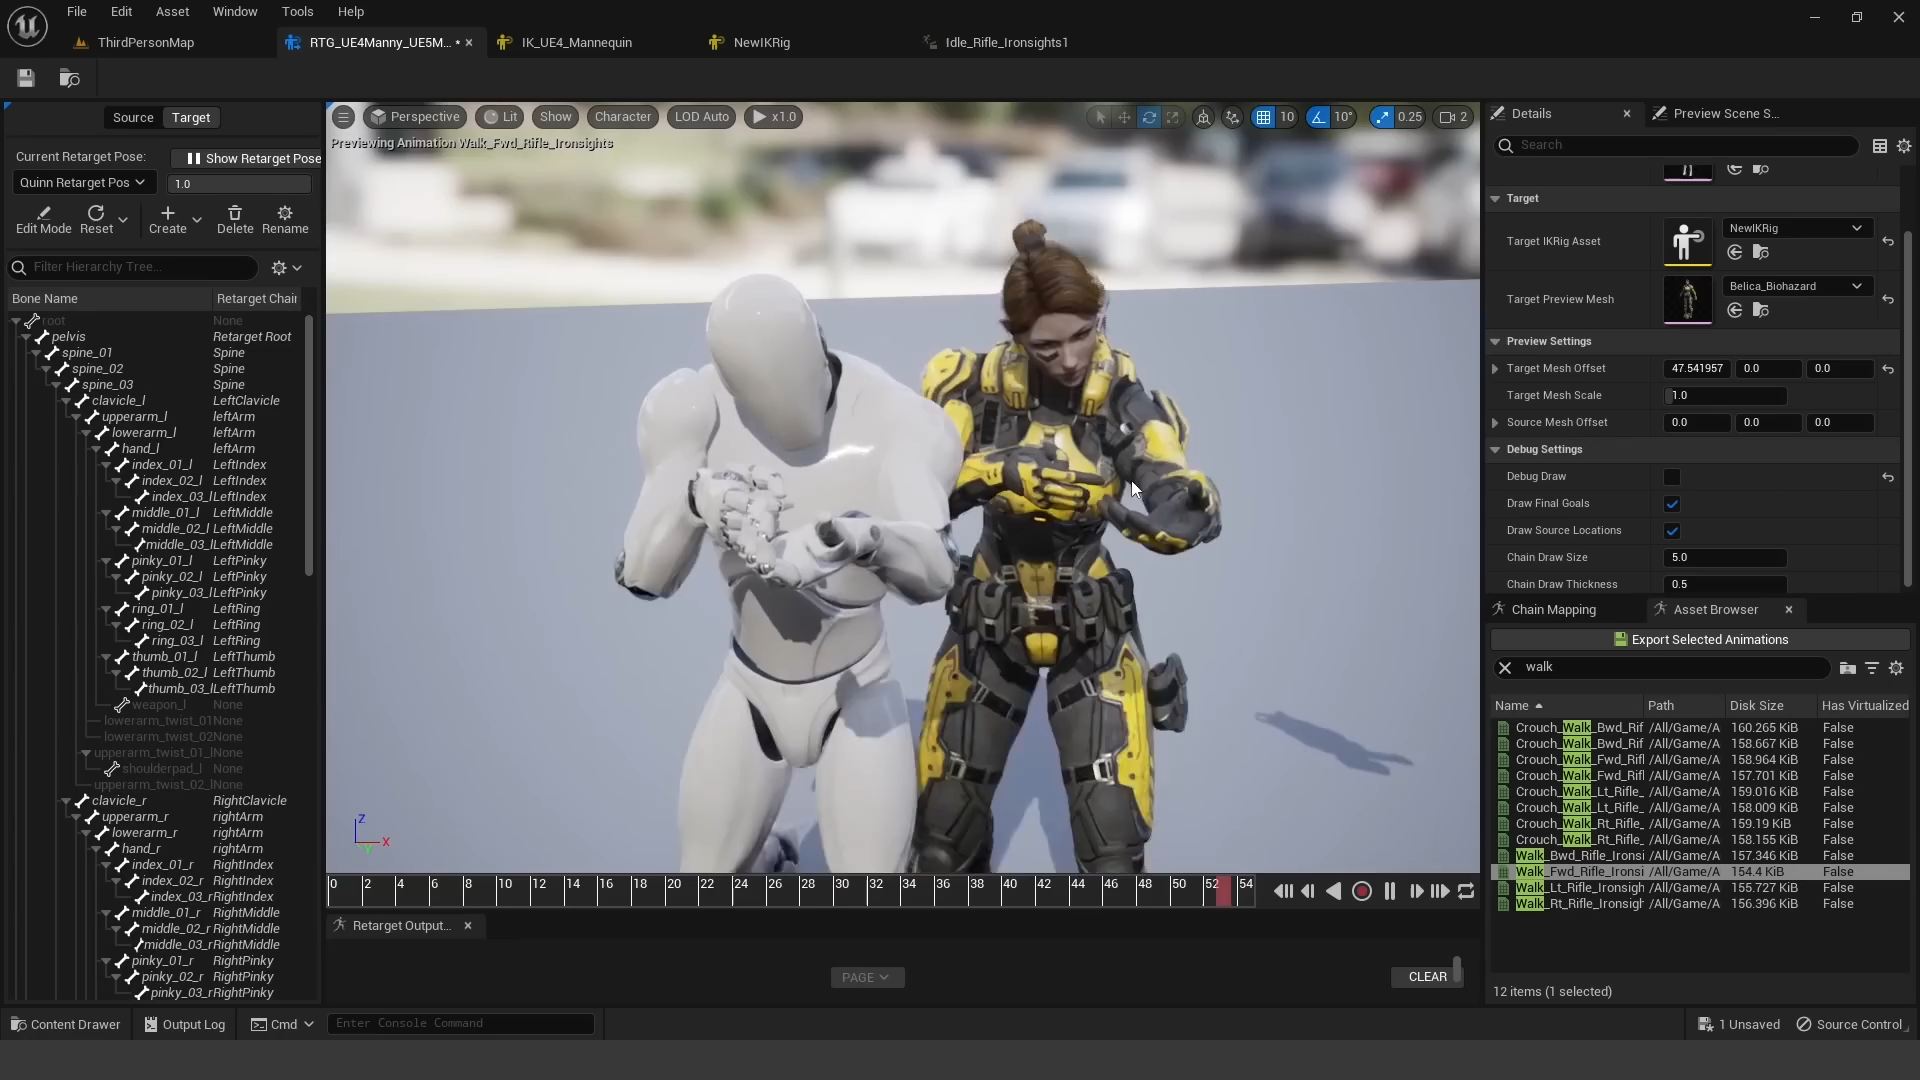 File Edit Asset Window Tools Help
ThirdPersonMap
RTG_UE4Manny_UE5M... *
IK_UE4_Mannequin
NewIKRig
Idle_Rifle_Ironsights1
Source Target
Current Retarget Pose:
Show Retarget Pose
Quinn Retarget Pos
1.0
Edit Mode Reset Create Delete Rename
Filter Hierarchy Tree...
Bone Name Retarget Chai
root None
pelvis Retarget Root
spine_01 Spine
spine_02 Spine
spine_03 Spine
clavicle_l LeftClavicle
upperarm_l leftArm
lowerarm_l leftArm
hand_l leftArm
index_01_l LeftIndex
index_02_l LeftIndex
index_03_l LeftIndex
middle_01_l LeftMiddle
middle_02_l LeftMiddle
middle_03_l LeftMiddle
pinky_01_l LeftPinky
pinky_02_l LeftPinky
pinky_03_l LeftPinky
ring_01_l LeftRing
ring_02_l LeftRing
ring_03_l LeftRing
thumb_01_l LeftThumb
thumb_02_l LeftThumb
thumb_03_l LeftThumb
weapon_l None
lowerarm_twist_01 None
lowerarm_twist_02 None
upperarm_twist_01_l None
shoulderpad_l None
upperarm_twist_02_l None
clavicle_r RightClavicle
upperarm_r rightArm
lowerarm_r rightArm
hand_r rightArm
index_01_r RightIndex
index_02_r RightIndex
index_03_r RightIndex
middle_01_r RightMiddle
middle_02_r RightMiddle
middle_03_r RightMiddle
pinky_01_r RightPinky
pinky_02_r RightPinky
pinky_03_r RightPinky
Perspective Lit Show Character LOD Auto x1.0
10 10° 0.25 2
Previewing Animation Walk_Fwd_Rifle_Ironsights
Z
X
Y
0 2 4 6 8 10 12 14 16 18 20 22 24 26 28 30 32 34 36 38 40 42 44 46 48 50 52 54
Retarget Output...
PAGE
CLEAR
Details
Preview Scene S...
Search
Target
Target IKRig Asset
NewIKRig
Target Preview Mesh
Belica_Biohazard
Preview Settings
Target Mesh Offset 47.541957 0.0 0.0
Target Mesh Scale 1.0
Source Mesh Offset 0.0 0.0 0.0
Debug Settings
Debug Draw
Draw Final Goals
Draw Source Locations
Chain Draw Size 5.0
Chain Draw Thickness 0.5
Chain Mapping
Asset Browser
Export Selected Animations
walk
Name Path Disk Size Has Virtualized
Crouch_Walk_Bwd_Rif /All/Game/A 160.265 KiB False
Crouch_Walk_Bwd_Rif /All/Game/A 158.667 KiB False
Crouch_Walk_Fwd_Rifl /All/Game/A 158.964 KiB False
Crouch_Walk_Fwd_Rifl /All/Game/A 157.701 KiB False
Crouch_Walk_Lt_Rifle_ /All/Game/A 159.016 KiB False
Crouch_Walk_Lt_Rifle_ /All/Game/A 158.009 KiB False
Crouch_Walk_Rt_Rifle_ /All/Game/A 159.19 KiB False
Crouch_Walk_Rt_Rifle_ /All/Game/A 158.155 KiB False
Walk_Bwd_Rifle_Ironsi /All/Game/A 157.346 KiB False
Walk_Fwd_Rifle_Ironsi /All/Game/A 154.4 KiB False
Walk_Lt_Rifle_Ironsigh /All/Game/A 155.727 KiB False
Walk_Rt_Rifle_Ironsigh /All/Game/A 156.396 KiB False
12 items (1 selected)
Content Drawer
Output Log
Cmd
Enter Console Command
1 Unsaved
Source Control